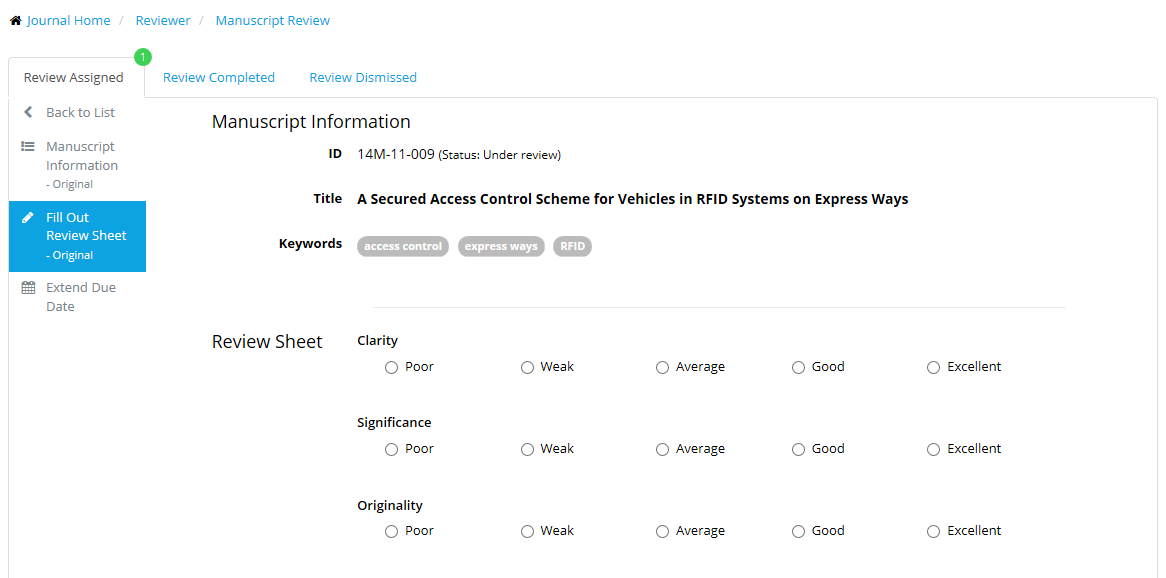 Journal Home / Reviewer / Manuscript Review
1
Review Assigned Review Completed Review Dismissed
Back to List
Manuscript
Information
- Original
Fill Out
Review Sheet
- Original
Extend Due
Date
Manuscript Information
ID 14M-11-009 (Status: Under review)
Title A Secured Access Control Scheme for Vehicles in RFID Systems on Express Ways
Keywords access control express ways RFID
Review Sheet Clarity
Poor Weak Average Good Excellent
Significance
Poor Weak Average Good Excellent
Originality
Poor Weak Average Good Excellent